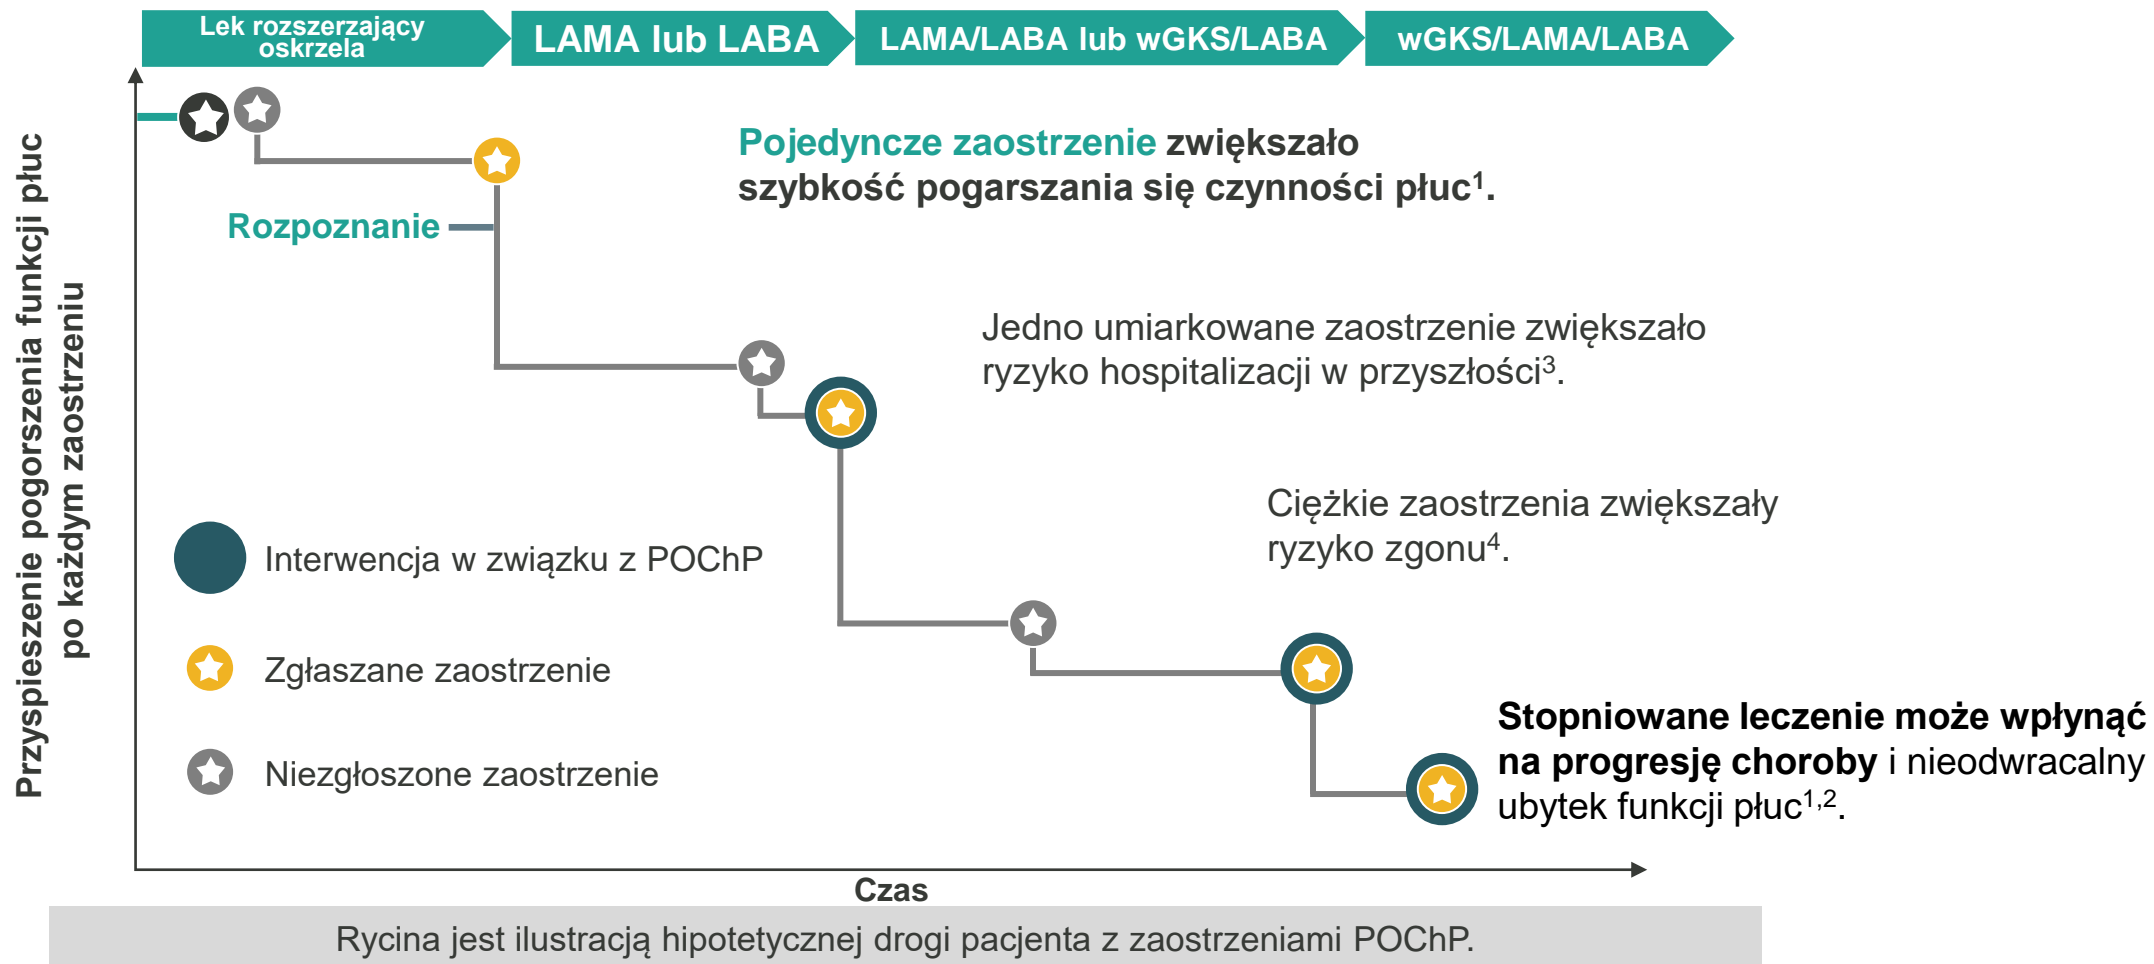 Lek rozszerzający
oskrzela
LAMA lub LABA
LAMA/LABA lub wGKS/LABA
wGKS/LAMA/LABA
Przyspieszenie pogorszenia funkcji płuc
po każdym zaostrzeniu
Pojedyncze zaostrzenie zwiększało
szybkość pogarszania się czynności płuc¹.
Rozpoznanie
Jedno umiarkowane zaostrzenie zwiększało
ryzyko hospitalizacji w przyszłości³.
Ciężkie zaostrzenia zwiększały
ryzyko zgonu⁴.
Interwencja w związku z POChP
Zgłaszane zaostrzenie
Niezgłoszone zaostrzenie
Stopniowane leczenie może wpłynąć
na progresję choroby i nieodwracalny
ubytek funkcji płuc¹,².
Czas
Rycina jest ilustracją hipotetycznej drogi pacjenta z zaostrzeniami POChP.